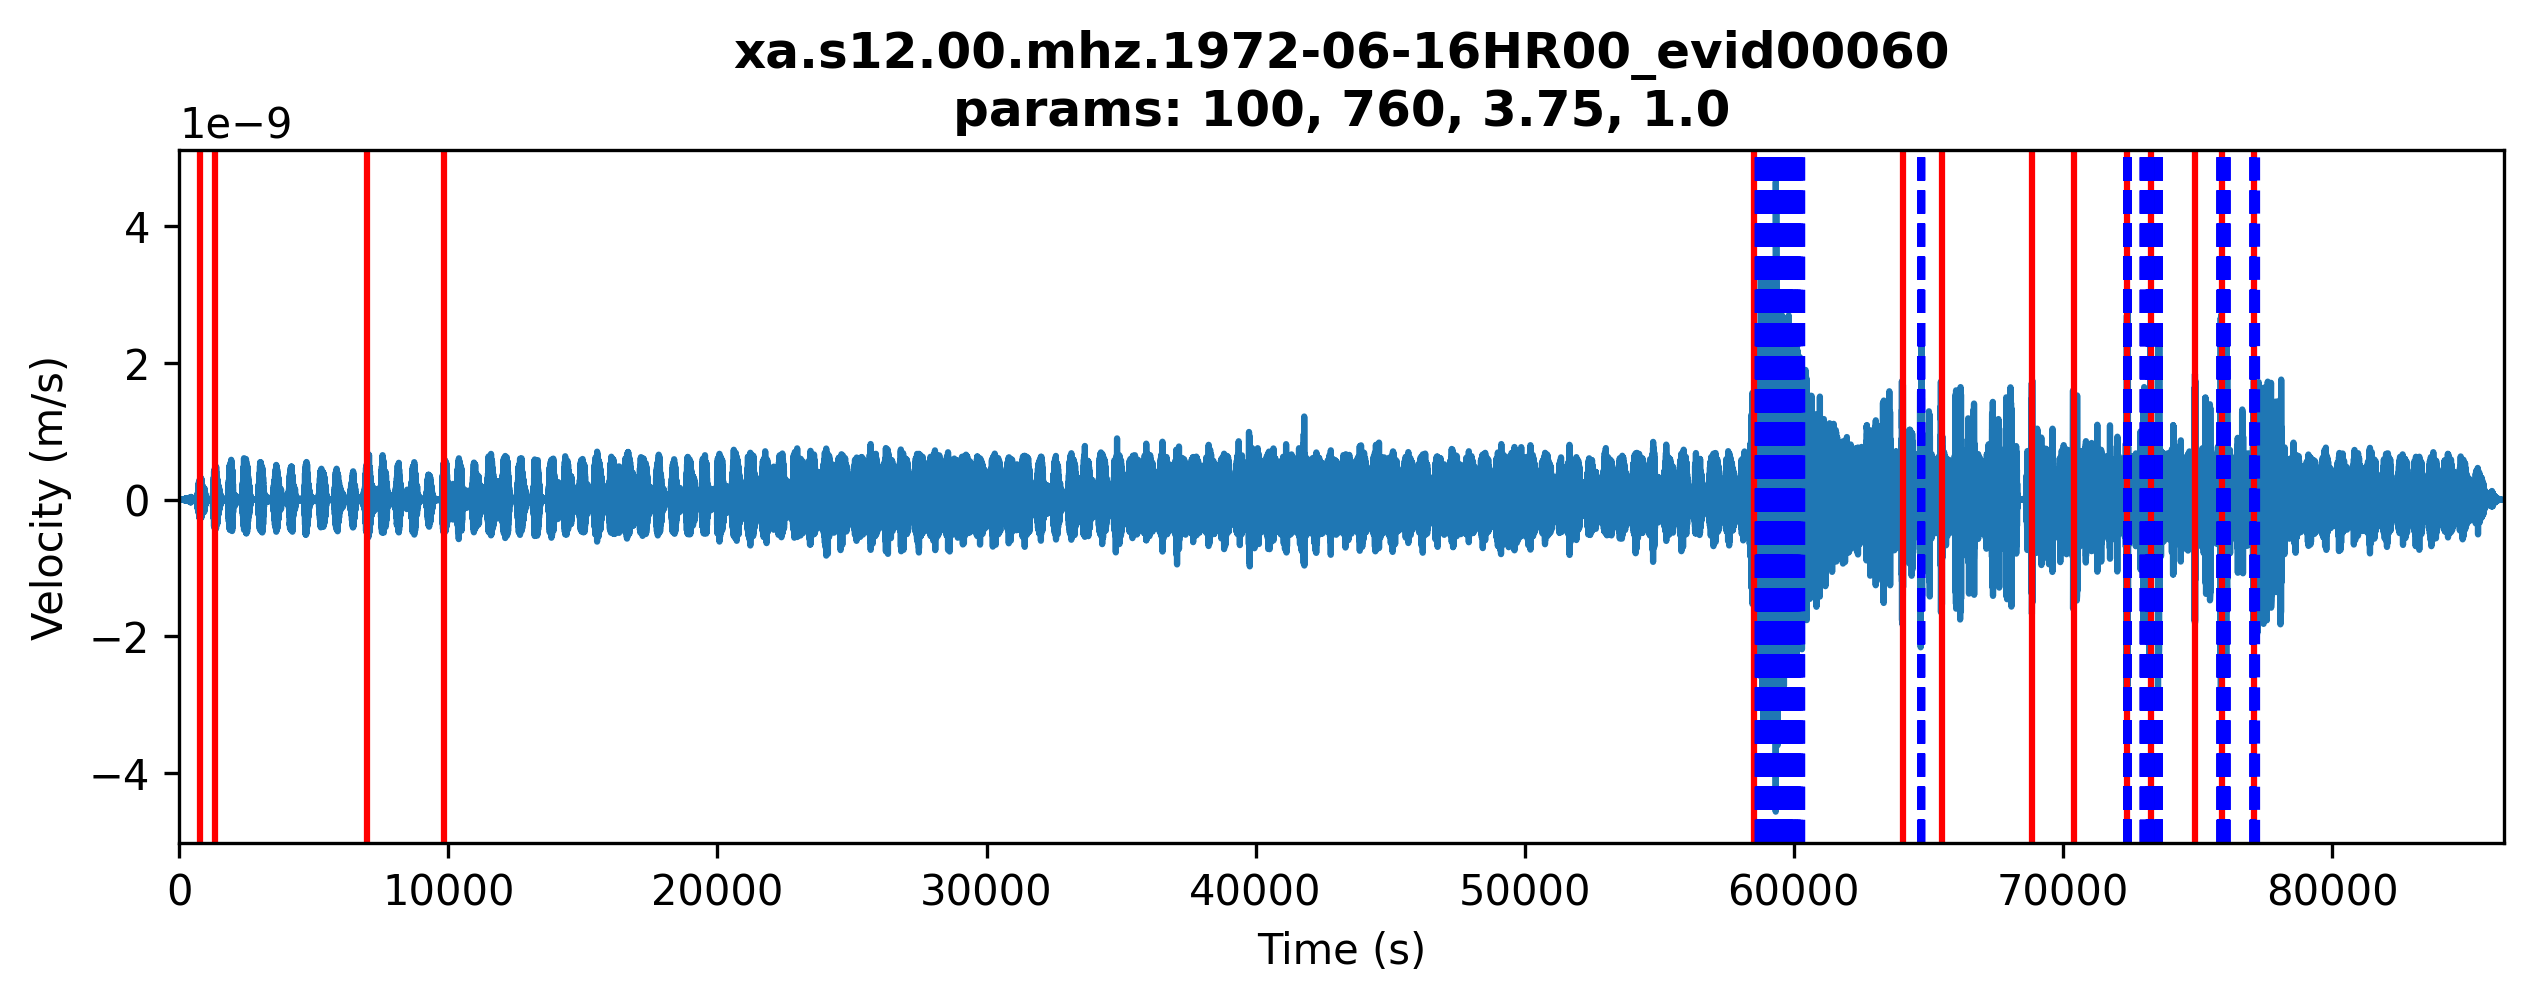 xa.s12.00.mhz.1972-06-16HR00_evid00060
params: 100, 760, 3.75, 1.0
1e−9
4
2
0
−2
−4
Velocity (m/s)
0 10000 20000 30000 40000 50000 60000 70000 80000
Time (s)